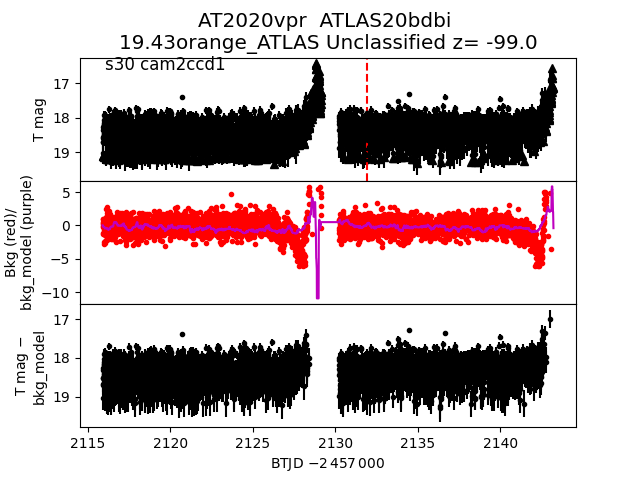 AT2020vpr  ATLAS20bdbi
19.43orange_ATLAS Unclassified z= -99.0
s30 cam2ccd1
T mag
17
18
19
Bkg (red)/
bkg_model (purple)
5
0
−5
−10
T mag −
bkg_model
17
18
19
2115
2120
2125
2130
2135
2140
BTJD −2 457 000